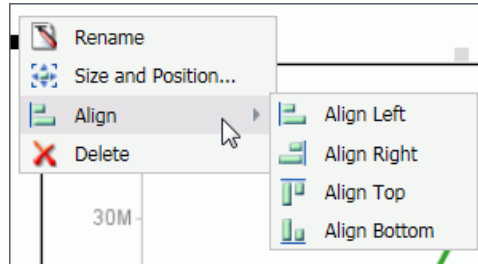 Rename
Size and Position...
Align
Delete
Align Left
Align Right
Align Top
Align Bottom
30M